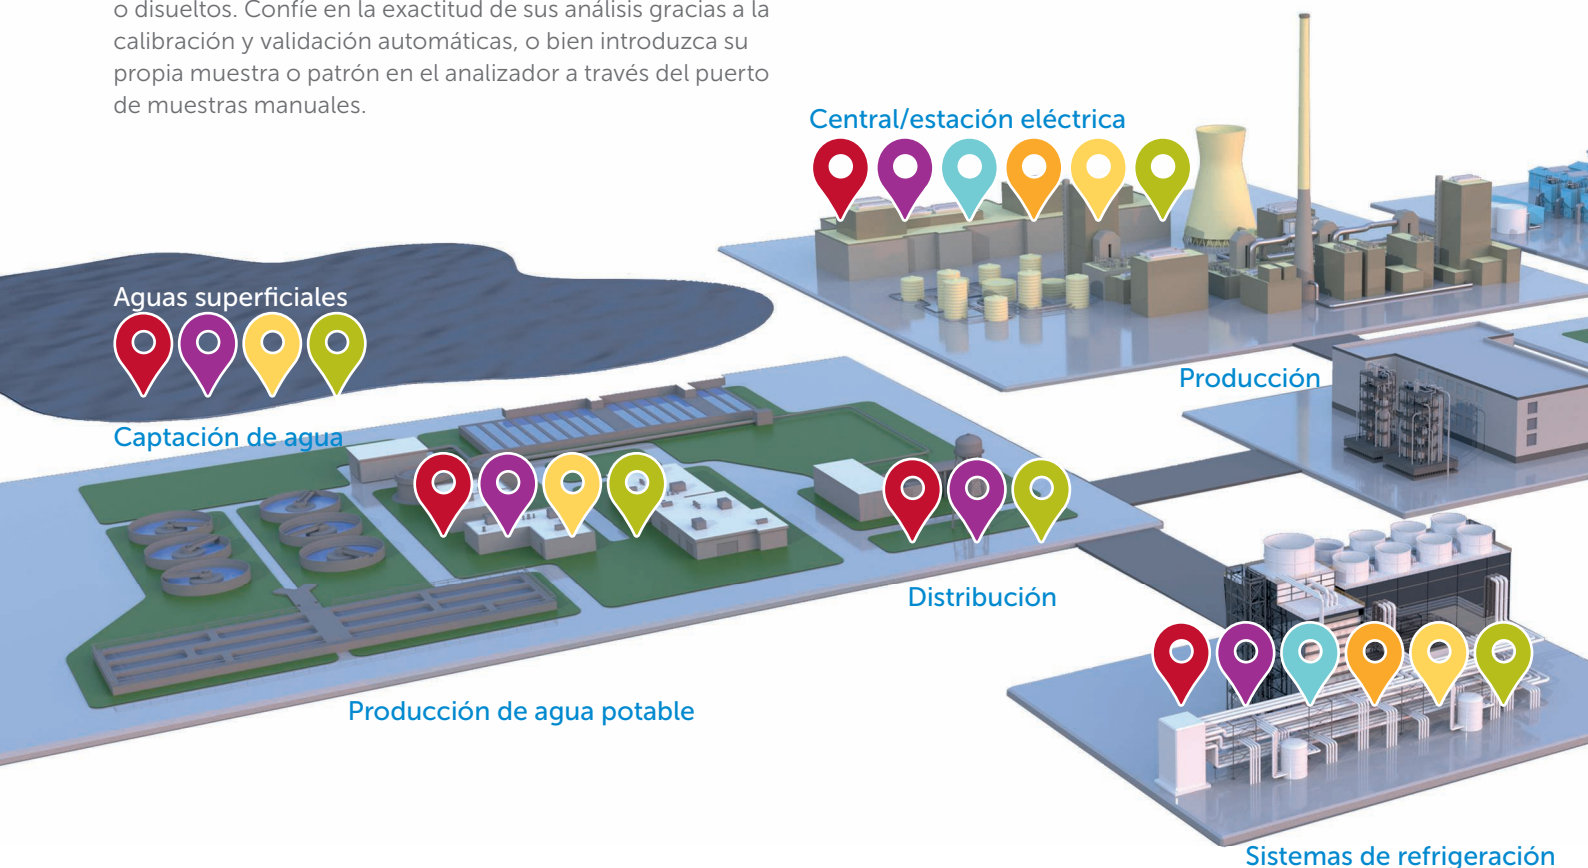 o disueltos. Confíe en la exactitud de sus análisis gracias a la
calibración y validación automáticas, o bien introduzca su
propia muestra o patrón en el analizador a través del puerto
de muestras manuales.
Central/estación eléctrica
Aguas superficiales
Producción
Captación de agua
Distribución
Producción de agua potable
Sistemas de refrigeración